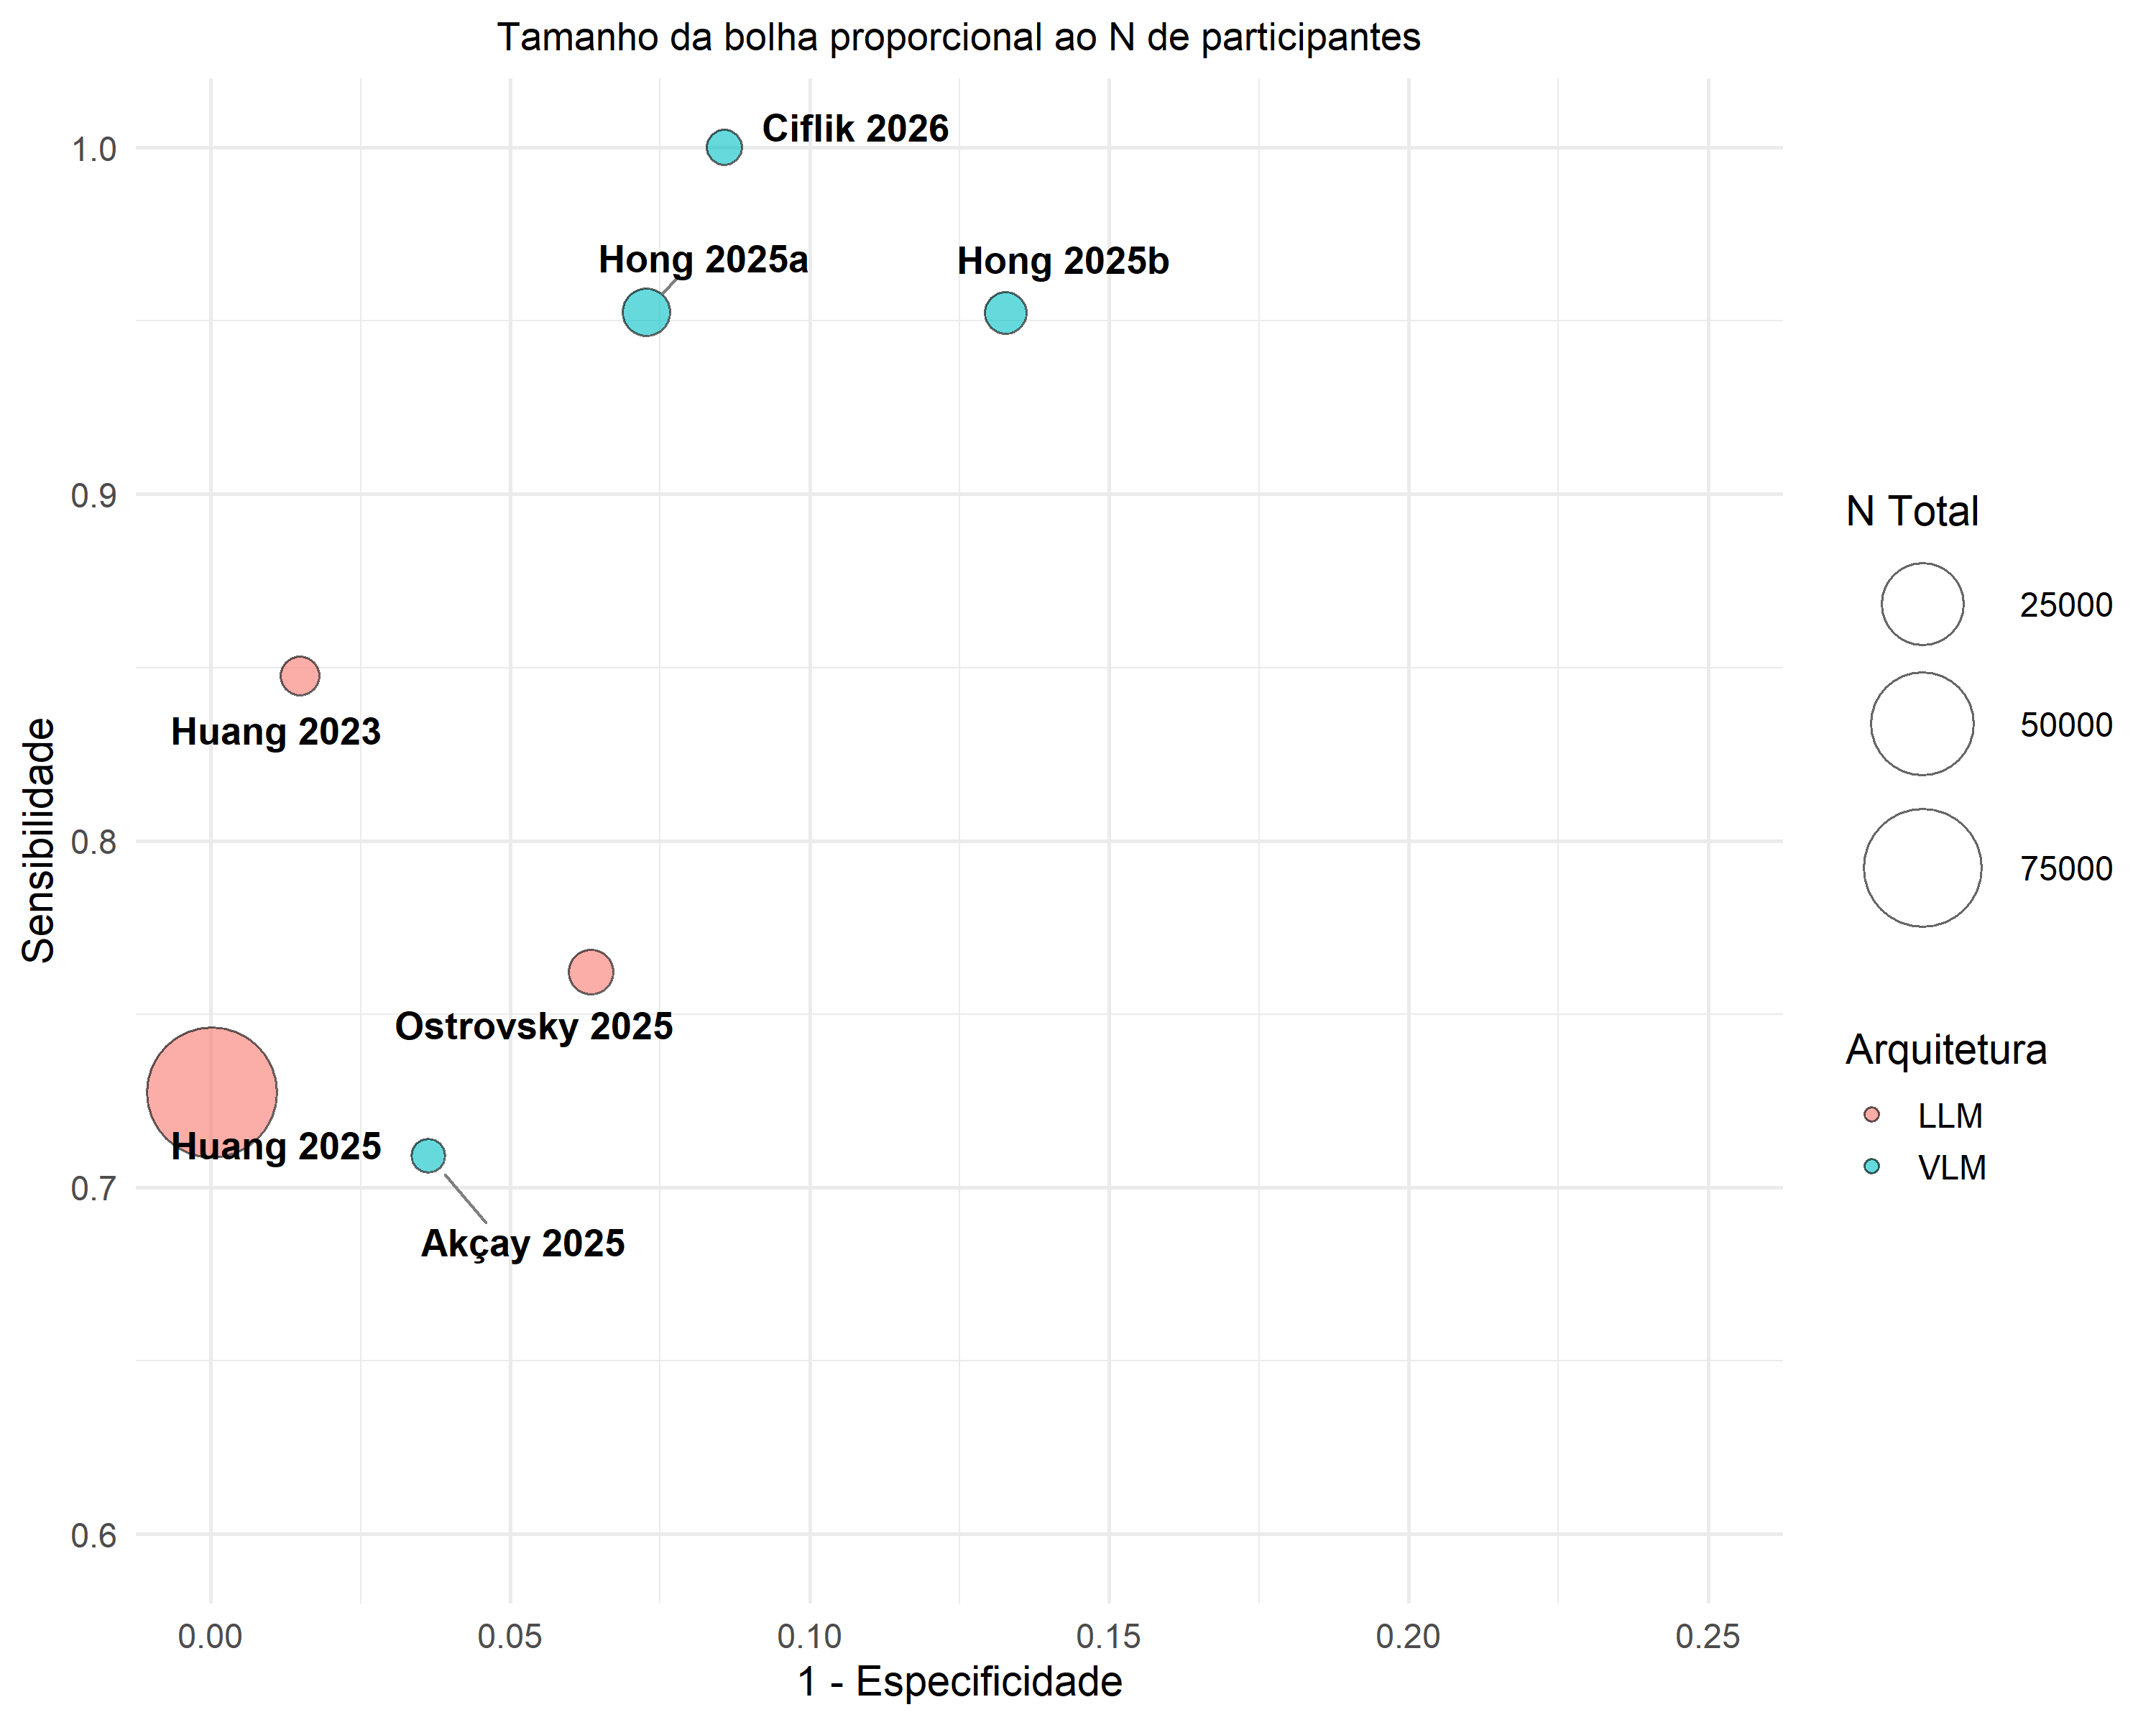 Tamanho da bolha proporcional ao N de participantes
Ciflik 2026
Hong 2025a
Hong 2025b
Huang 2023
Ostrovsky 2025
Huang 2025
Akçay 2025
1.0
0.9
0.8
0.7
0.6
Sensibilidade
0.00
0.05
0.10
0.15
0.20
0.25
1 - Especificidade
N Total
25000
50000
75000
Arquitetura
LLM
VLM